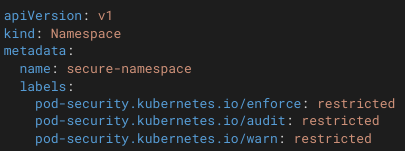 apiVersion: v1
kind: Namespace
metadata:
  name: secure-namespace
  labels:
    pod-security.kubernetes.io/enforce: restricted
    pod-security.kubernetes.io/audit: restricted
    pod-security.kubernetes.io/warn: restricted